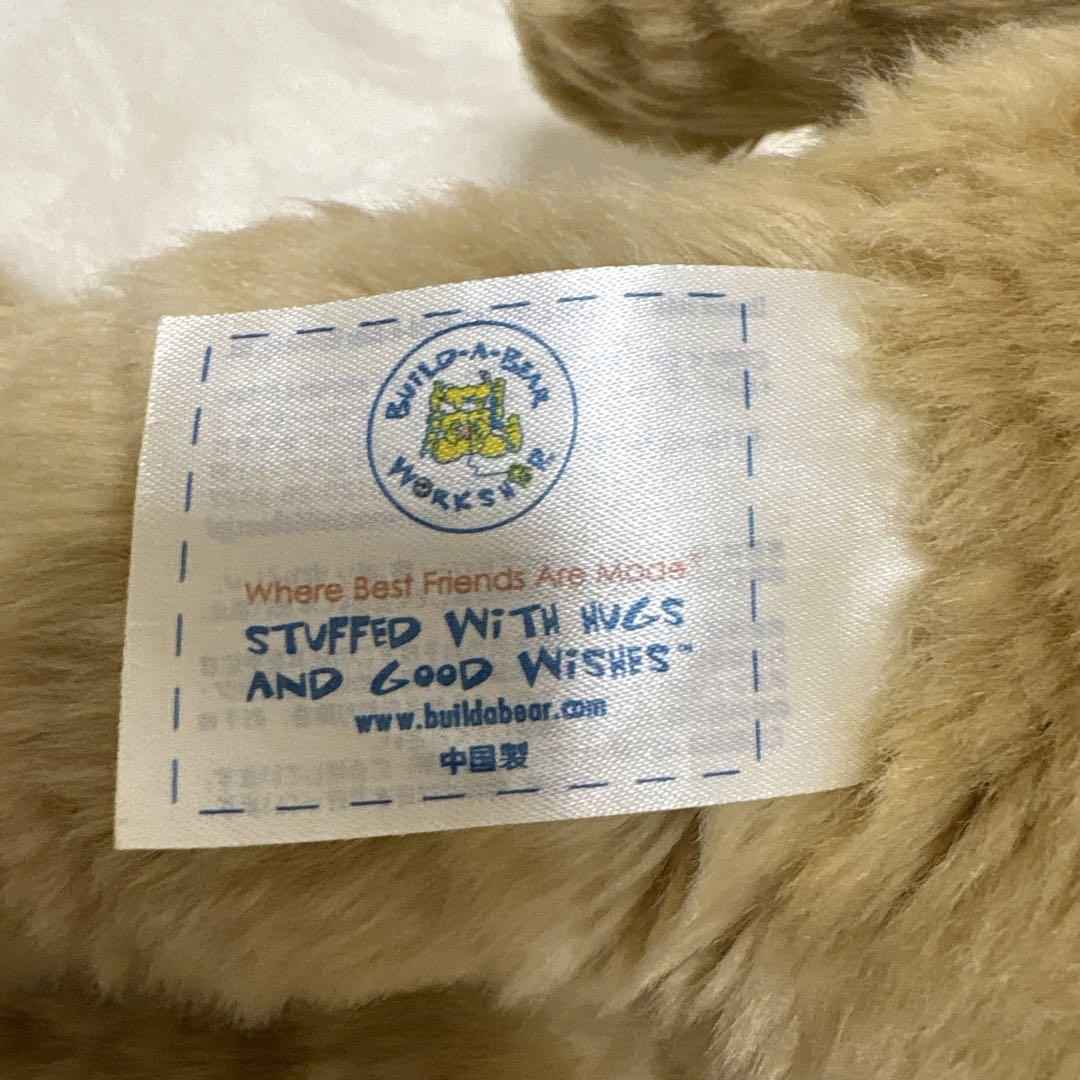 BUILD-A-BEAR
WORKSHOP
Where Best Friends Are Made
STUFFED WITH HUGS
AND GOOD WISHES™
www.buildabear.com
中国製